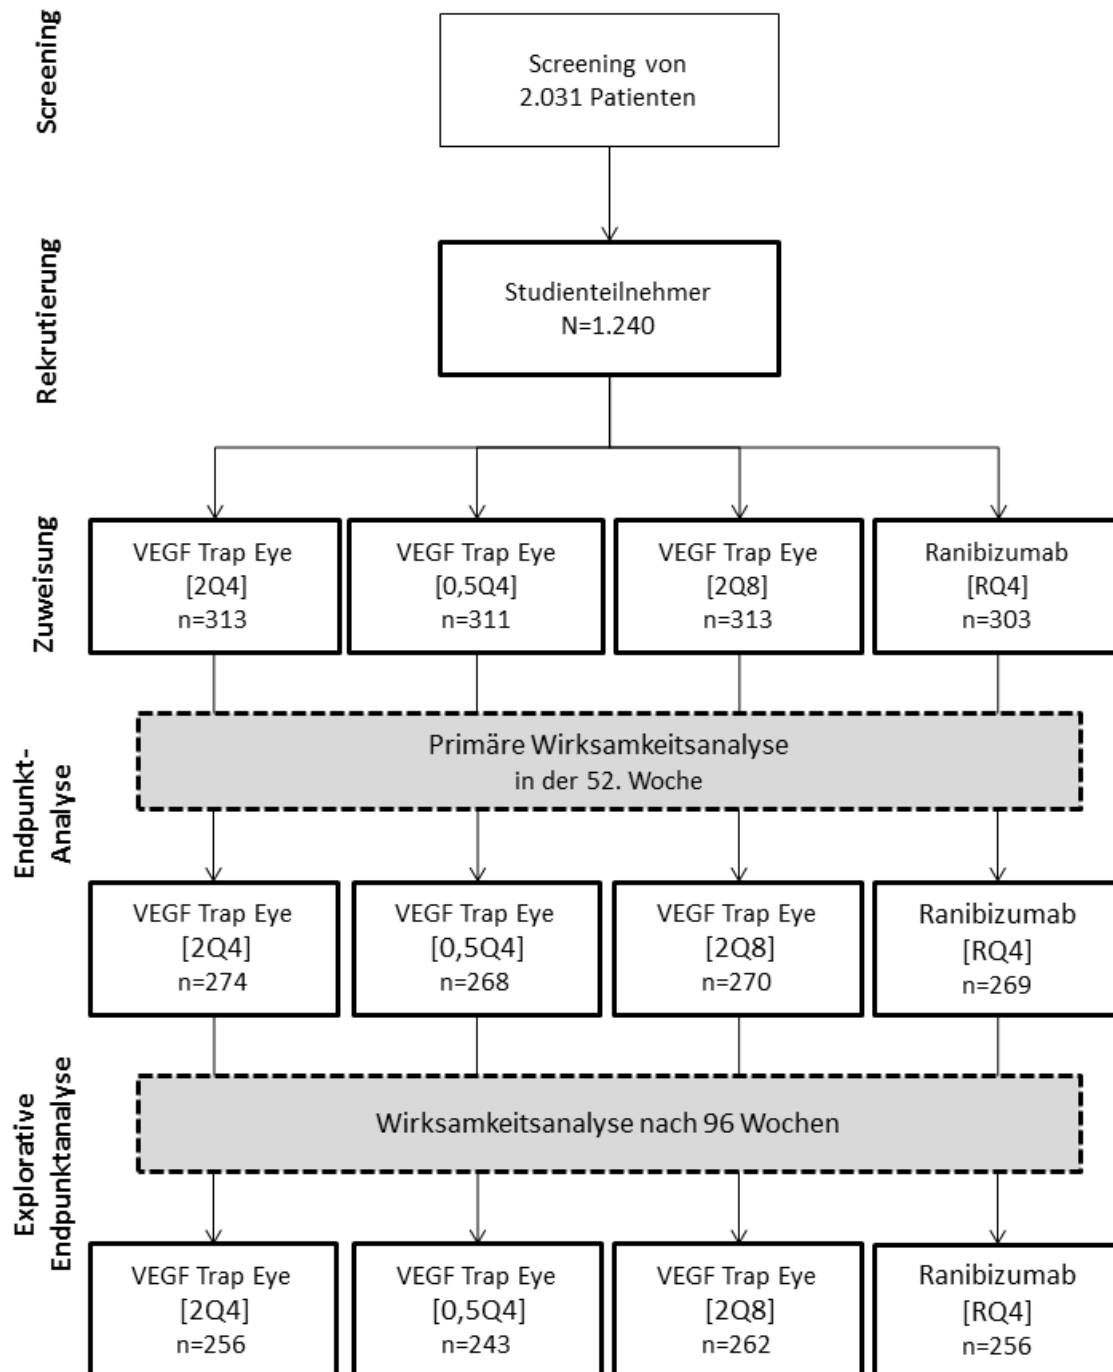 Screening
Screening von
2.031 Patienten
Rekrutierung
Studienteilnehmer
N=1.240
Zuweisung
VEGF Trap Eye
[2Q4]
n=313
VEGF Trap Eye
[0,5Q4]
n=311
VEGF Trap Eye
[2Q8]
n=313
Ranibizumab
[RQ4]
n=303
Endpunkt-
Analyse
Primäre Wirksamkeitsanalyse
in der 52. Woche
VEGF Trap Eye
[2Q4]
n=274
VEGF Trap Eye
[0,5Q4]
n=268
VEGF Trap Eye
[2Q8]
n=270
Ranibizumab
[RQ4]
n=269
Explorative
Endpunktanalyse
Wirksamkeitsanalyse nach 96 Wochen
VEGF Trap Eye
[2Q4]
n=256
VEGF Trap Eye
[0,5Q4]
n=243
VEGF Trap Eye
[2Q8]
n=262
Ranibizumab
[RQ4]
n=256